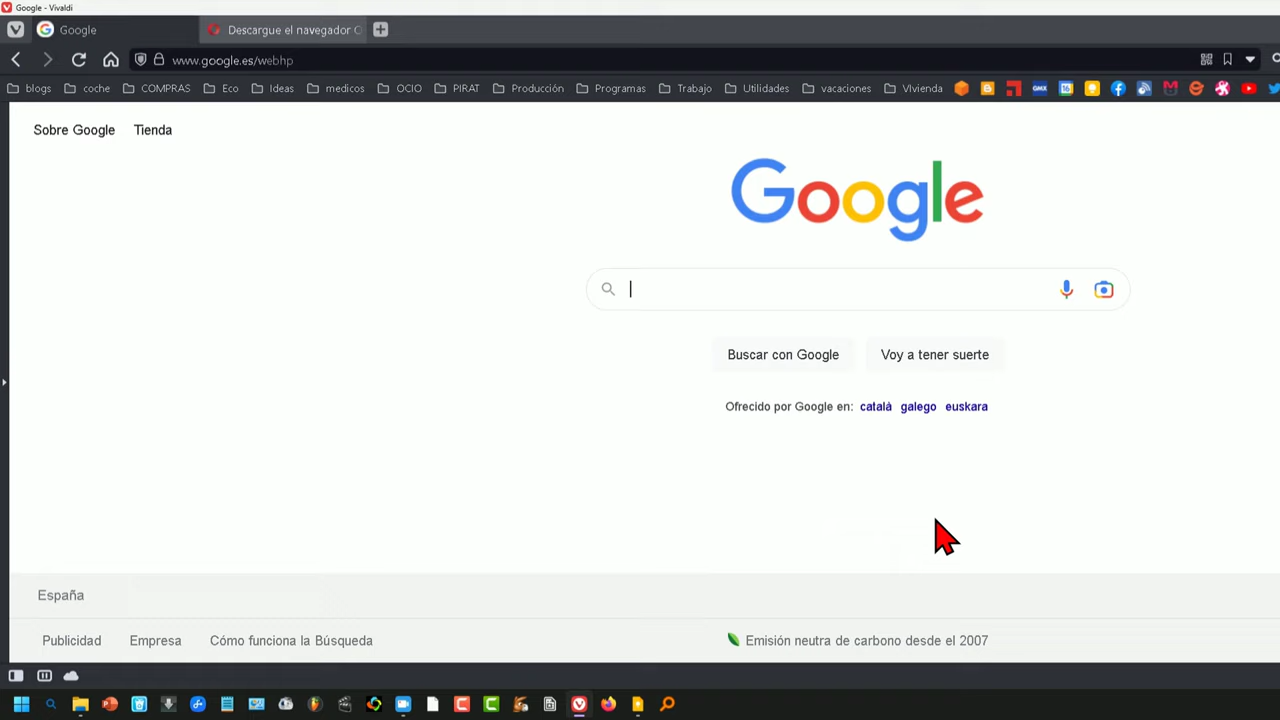 Google - Vivaldi
Google
Descargue el navegador
www.google.es/webhp
blogs coche COMPRAS Eco Ideas medicos OCIO PIRAT Producción Programas Trabajo Utilidades vacaciones VIvienda
Sobre Google Tienda
Google
Buscar con Google Voy a tener suerte
Ofrecido por Google en: català galego euskara
España
Publicidad Empresa Cómo funciona la Búsqueda Emisión neutra de carbono desde el 2007